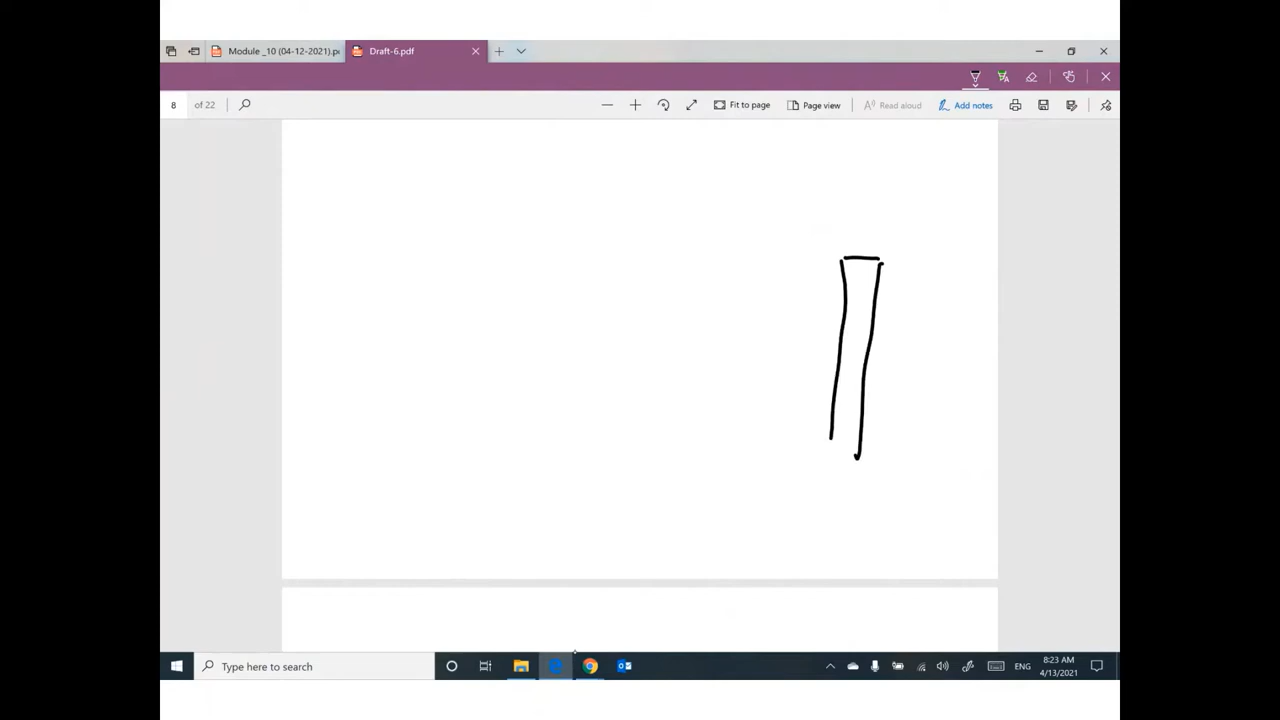 Module _10 (04-12-2021).p
Draft-6.pdf
8 of 22
Fit to page
Page view
Read aloud
Add notes
Type here to search
ENG
8:23 AM
4/13/2021